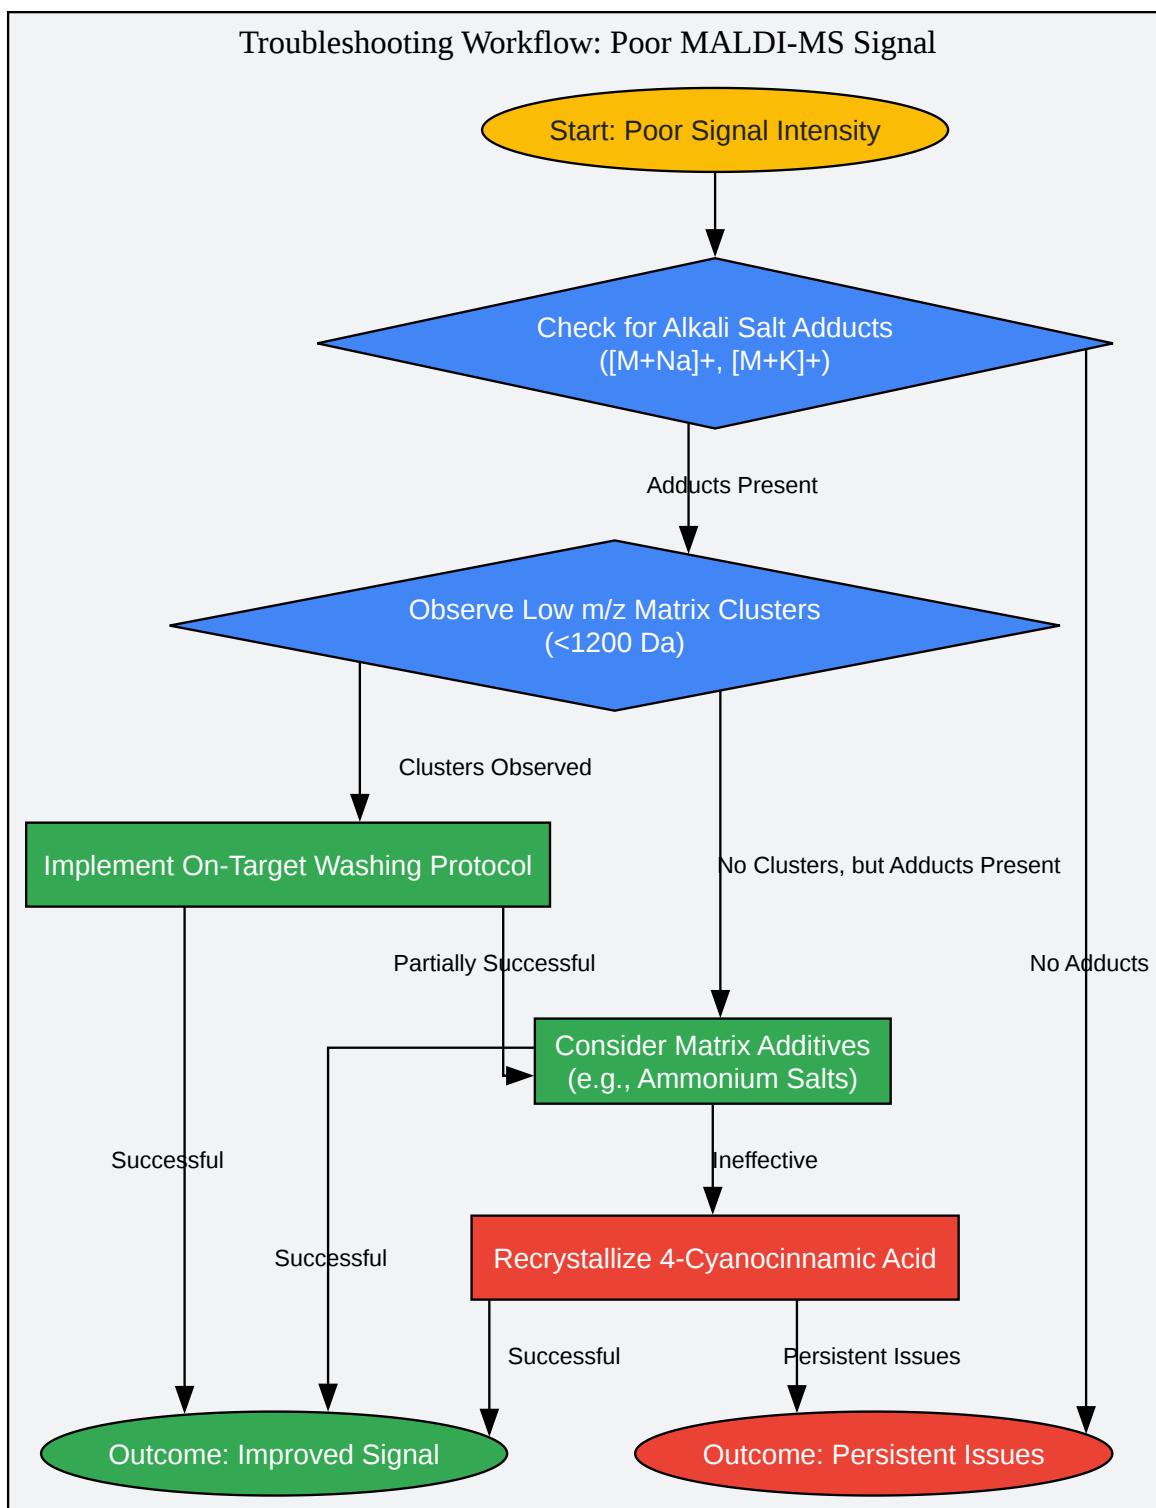 Troubleshooting Workflow: Poor MALDI-MS Signal
Start: Poor Signal Intensity
Check for Alkali Salt Adducts
([M+Na]+, [M+K]+)
Adducts Present
Observe Low m/z Matrix Clusters
(<1200 Da)
Clusters Observed
Implement On-Target Washing Protocol
No Clusters, but Adducts Present
Partially Successful
No Adducts
Consider Matrix Additives
(e.g., Ammonium Salts)
Successful
Ineffective
Successful
Recrystallize 4-Cyanocinnamic Acid
Successful
Persistent Issues
Outcome: Improved Signal
Outcome: Persistent Issues